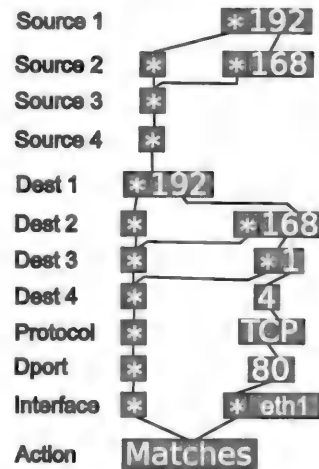 Source 1 * 192
Source 2 * * 168
Source 3 *
Source 4 *
Dest 1 * 192
Dest 2 * * 168
Dest 3 * * 1
Dest 4 * 4
Protocol * TCP
Dport * 80
Interface * * eth1
Action Matches